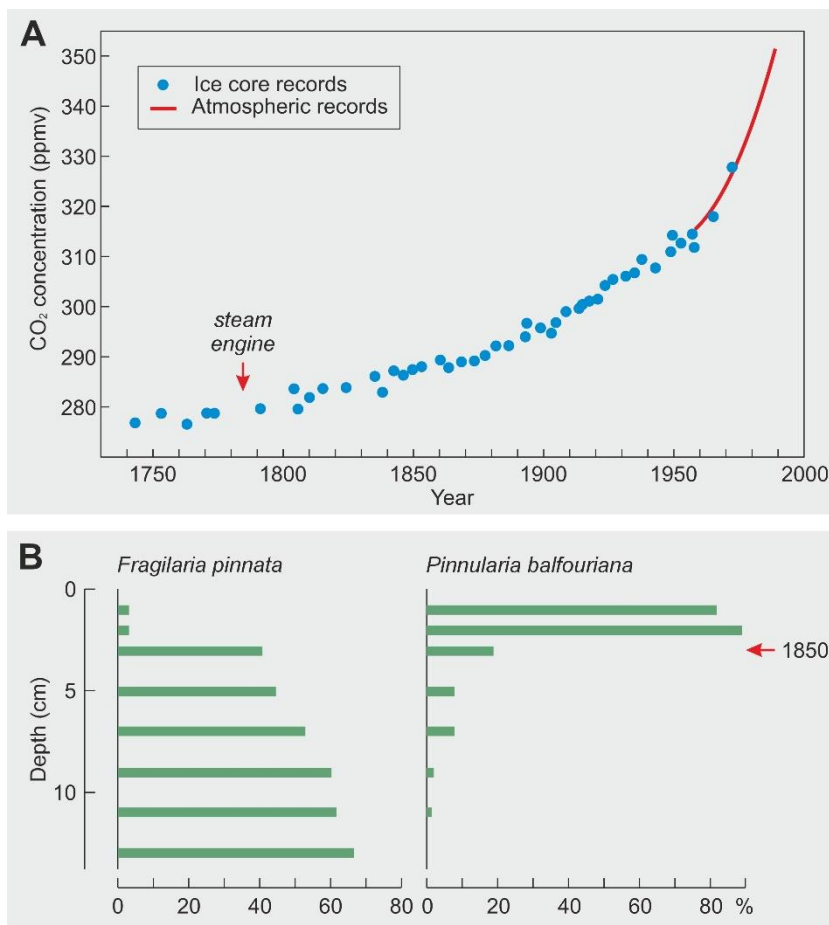 A
350
340
330
320
310
300
290
280
CO₂ concentration (ppmv)
Ice core records
Atmospheric records
steam
engine
1750 1800 1850 1900 1950 2000
Year
B
Fragilaria pinnata Pinnularia balfouriana
0
5
10
Depth (cm)
1850
0 20 40 60 80 0 20 40 60 80 %